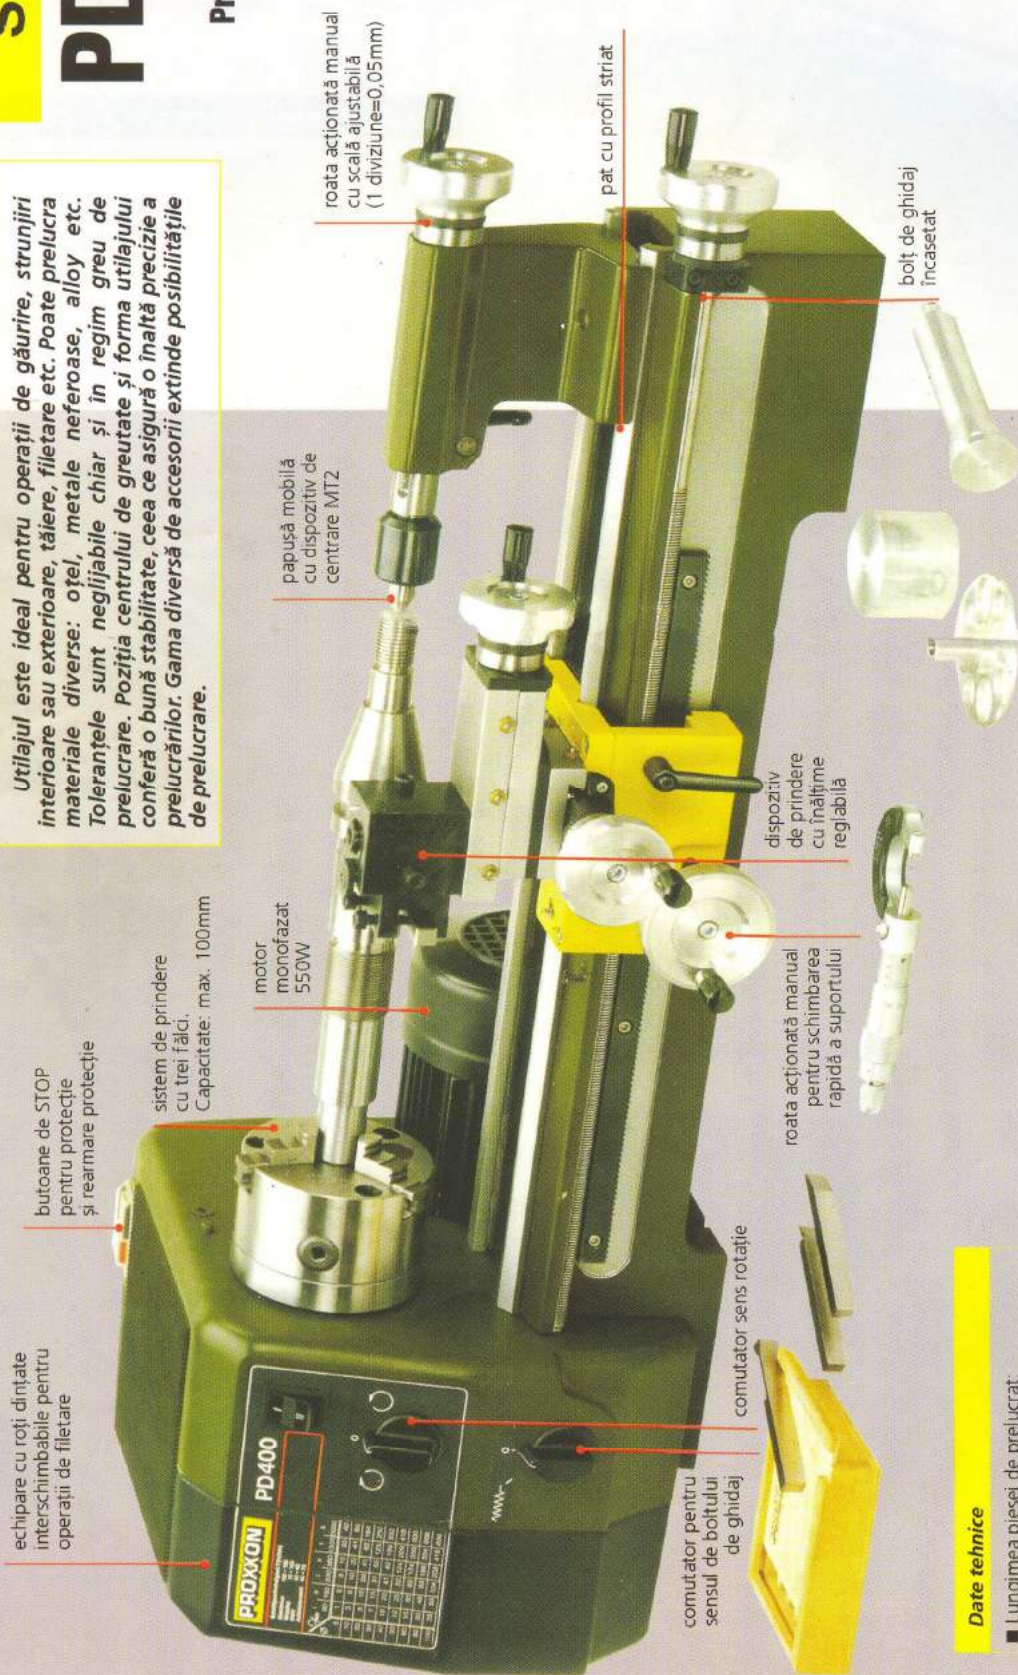 PD
Pr
Utilajul este ideal pentru operații de găurire, strunjiri
interioare sau exterioare, tăiere, filetare etc. Poate prelucra
materiale diverse: oțel, metale neferoase, alloy etc.
Toleranțele sunt neglijabile chiar și în regim greu de
prelucrare. Poziția centrului de greutate și forma utilajului
conferă o bună stabilitate, ceea ce asigură o înaltă precizie a
prelucrărilor. Gama diversă de accesorii extinde posibilitățile
de prelucrare.
echipare cu roți dințate
interschimbabile pentru
operații de filetare
butoane de STOP
pentru protecție
și rearmare protecție
sistem de prindere
cu trei fălci.
Capacitate: max. 100mm
motor
monofazat
550W
papușă mobilă
cu dispozitiv de
centrare MT2
roata acționată manual
cu scală ajustabilă
(1 diviziune=0,05mm)
pat cu profil striat
bolț de ghidaj
încasetat
dispozitiv
de prindere
cu înălțime
reglabilă
roata acționată manual
pentru schimbarea
rapidă a suportului
comutator sens rotație
comutator pentru
sensul de boltului
de ghidaj
PROXXON PD400
Date tehnice
■ Lungimea piesei de prelucrat: